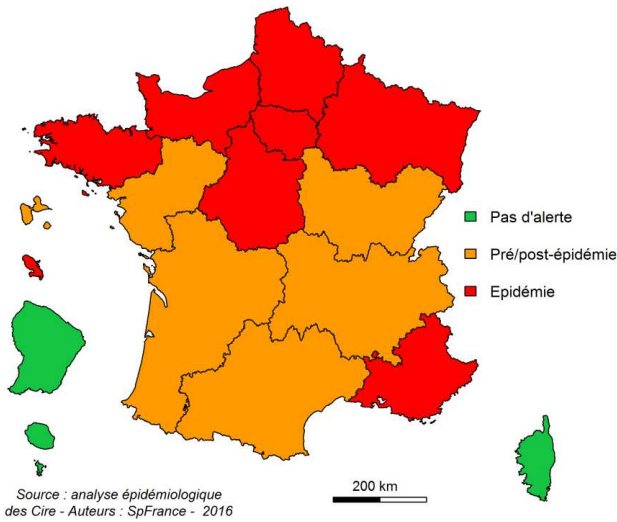 Pas d'alerte
Pré/post-épidémie
Epidémie
200 km
Source : analyse épidémiologique
des Cire - Auteurs : SpFrance - 2016